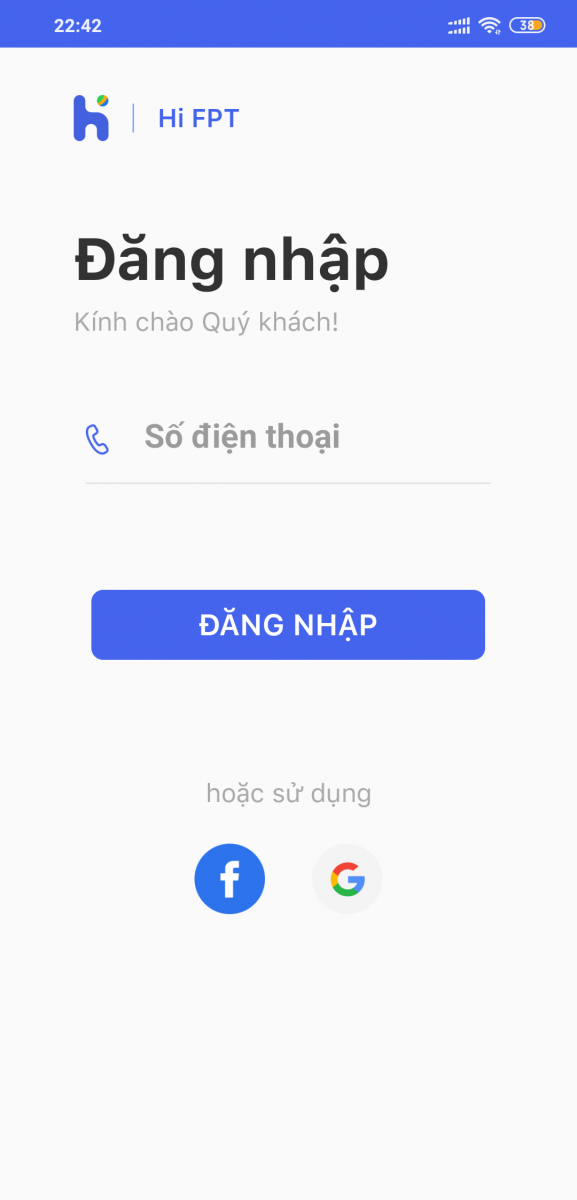 22:42
38
Hi FPT
Đăng nhập
Kính chào Quý khách!
Số điện thoại
ĐĂNG NHẬP
hoặc sử dụng